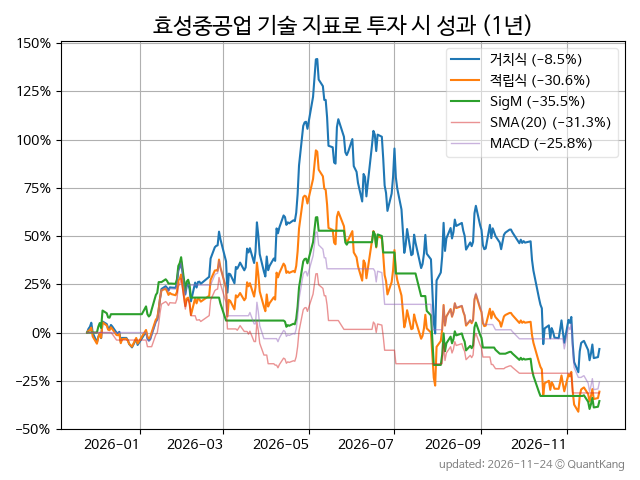 효성중공업 기술 지표로 투자 시 성과 (1년)
150%
125%
100%
75%
50%
25%
0%
−25%
−50%
거치식 (−8.5%)
적립식 (−30.6%)
SigM (−35.5%)
SMA(20) (−31.3%)
MACD (−25.8%)
2026-01 2026-03 2026-05 2026-07 2026-09 2026-11
updated: 2026-11-24 © QuantKang